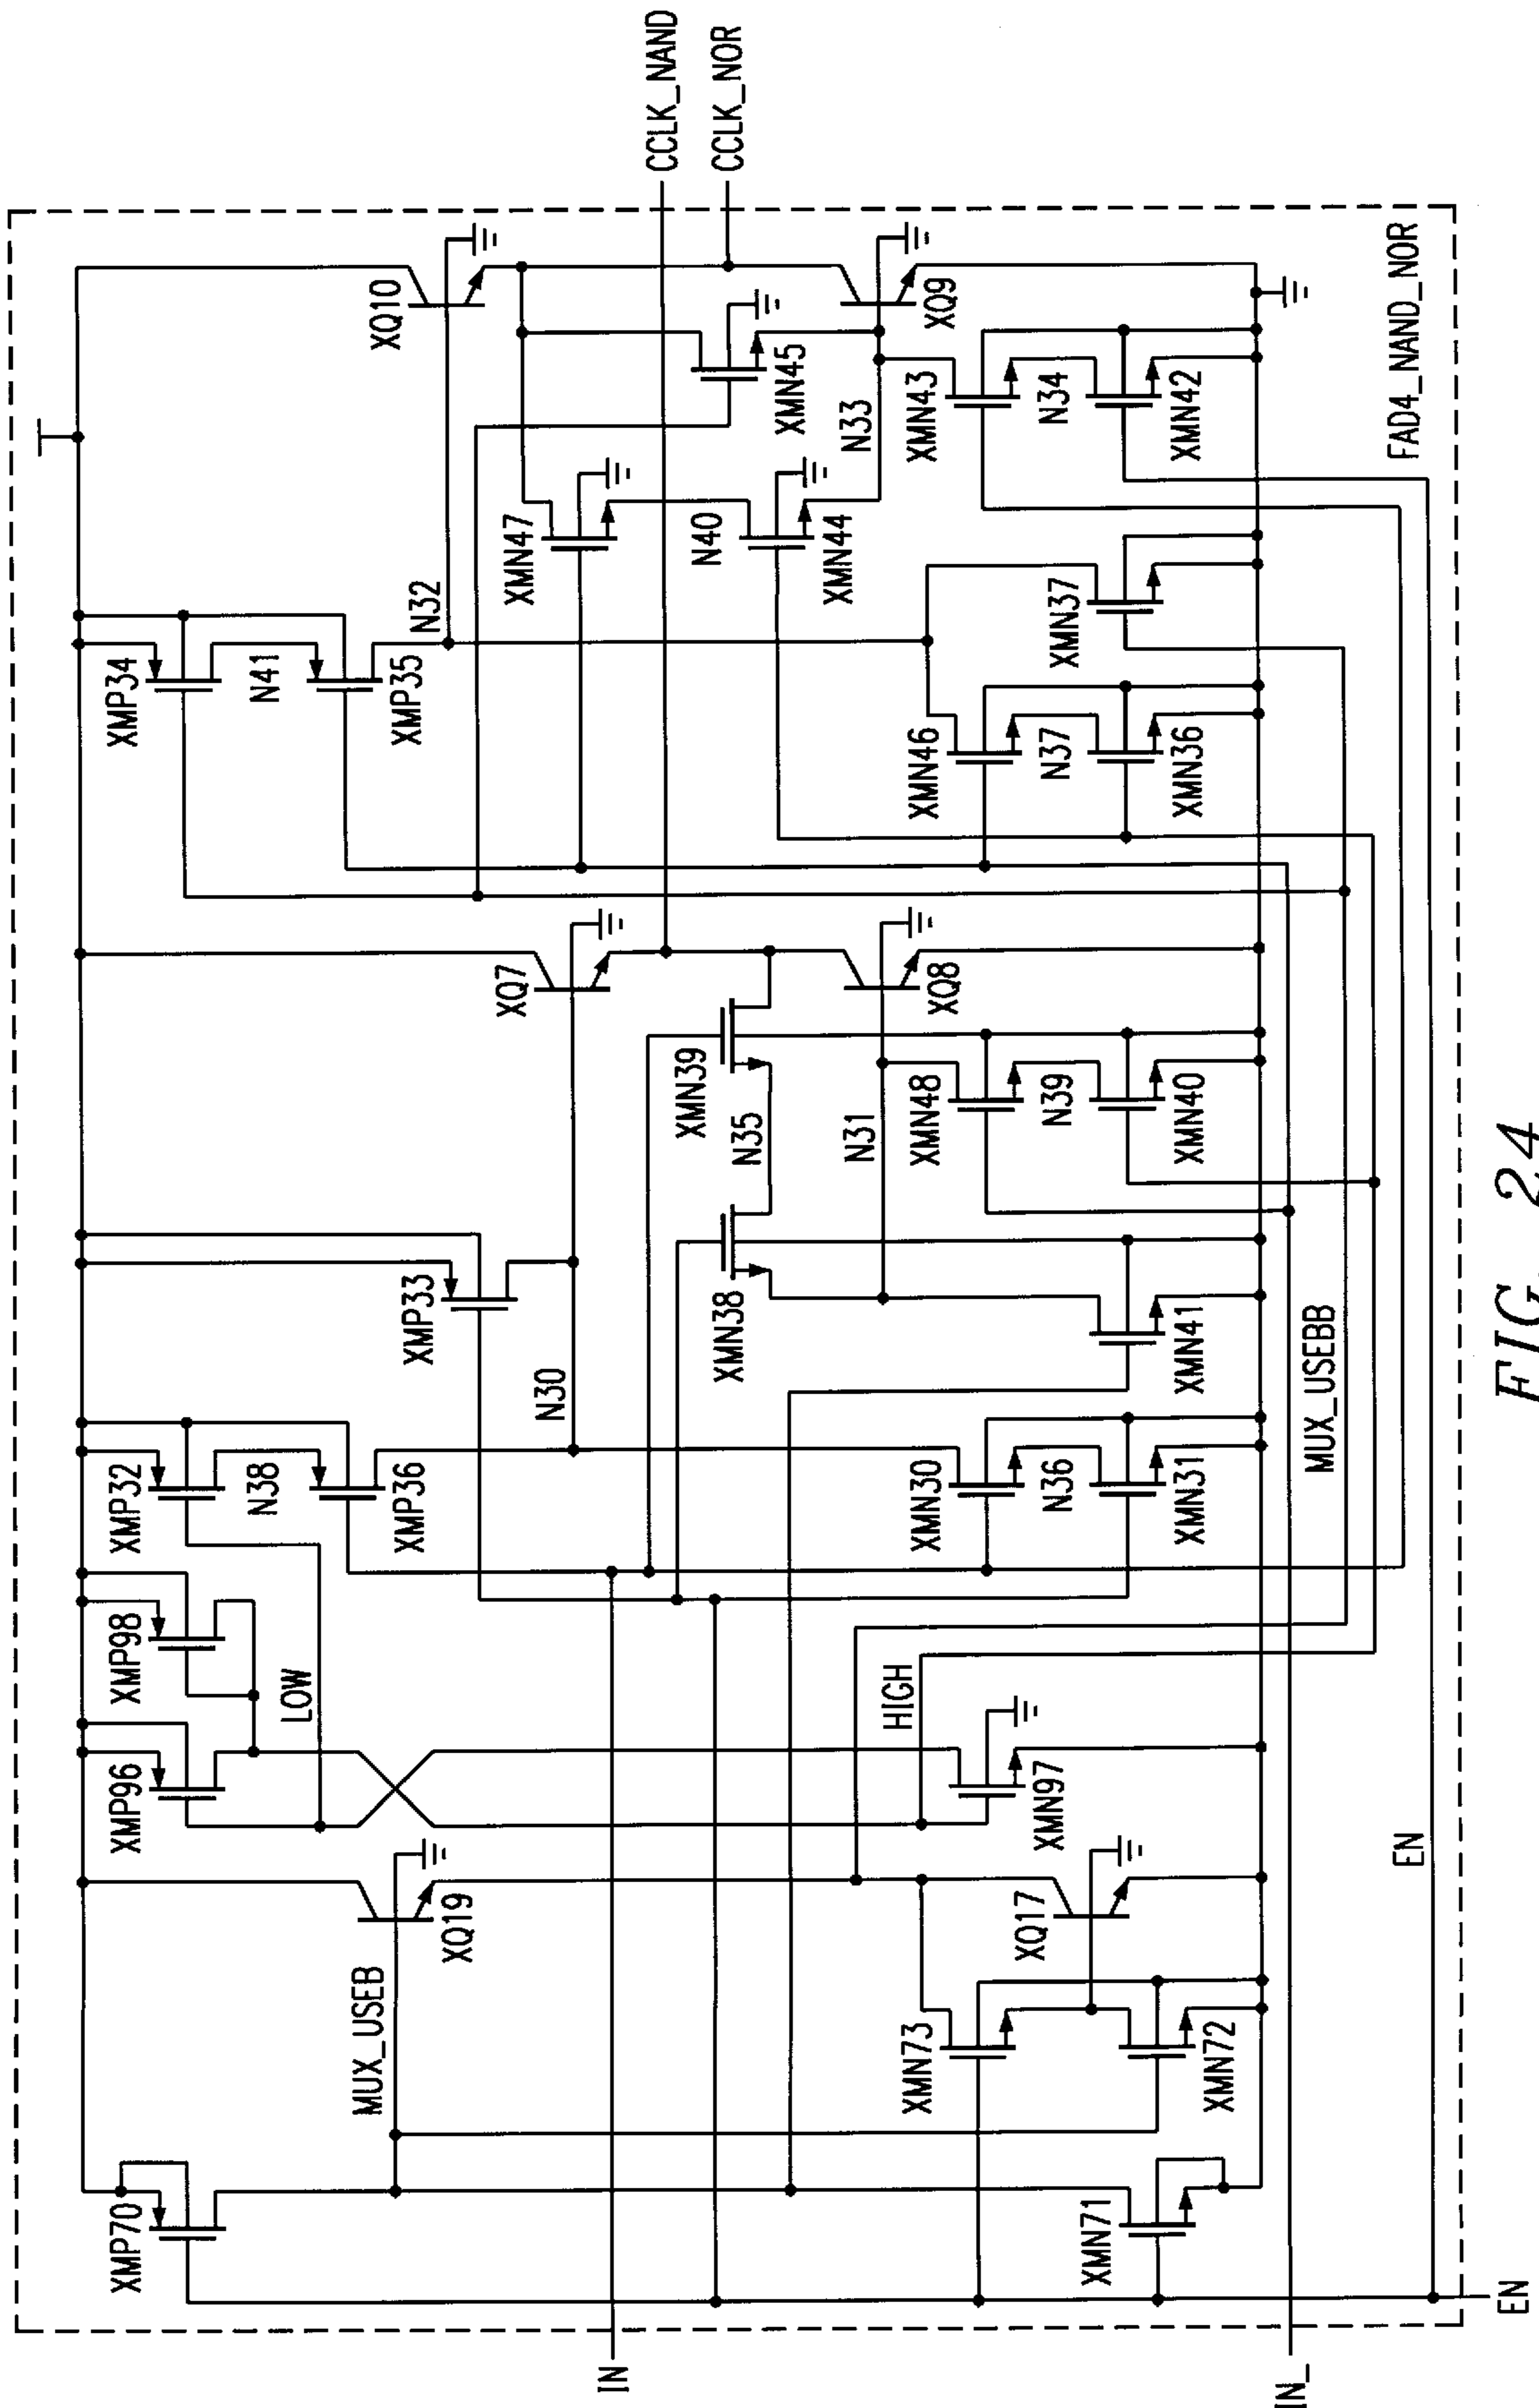 CCLK_NAND
CCLK_NOR
XQ10
XQ9
XMN45
XMN43
N34
XMN42
N33
FAD4_NAND_NOR
XMN47
N40
XMN44
N32
XMN37
XMP34
N41
XMP35
XMN46
N37
XMN36
XQ7
XQ8
XMN39
N35
N31
XMN48
N39
XMN40
XMP33
XMN38
XMN41
N30
MUX_USEBB
XMP32
N38
XMP36
XMN30
N36
XMN31
XMP98
LOW
HIGH
XMP96
XMN97
XQ19
XQ17
EN
MUX_USEB
XMN73
XMN72
XMP70
XMN71
IN
IN_
EN
FIG. 24